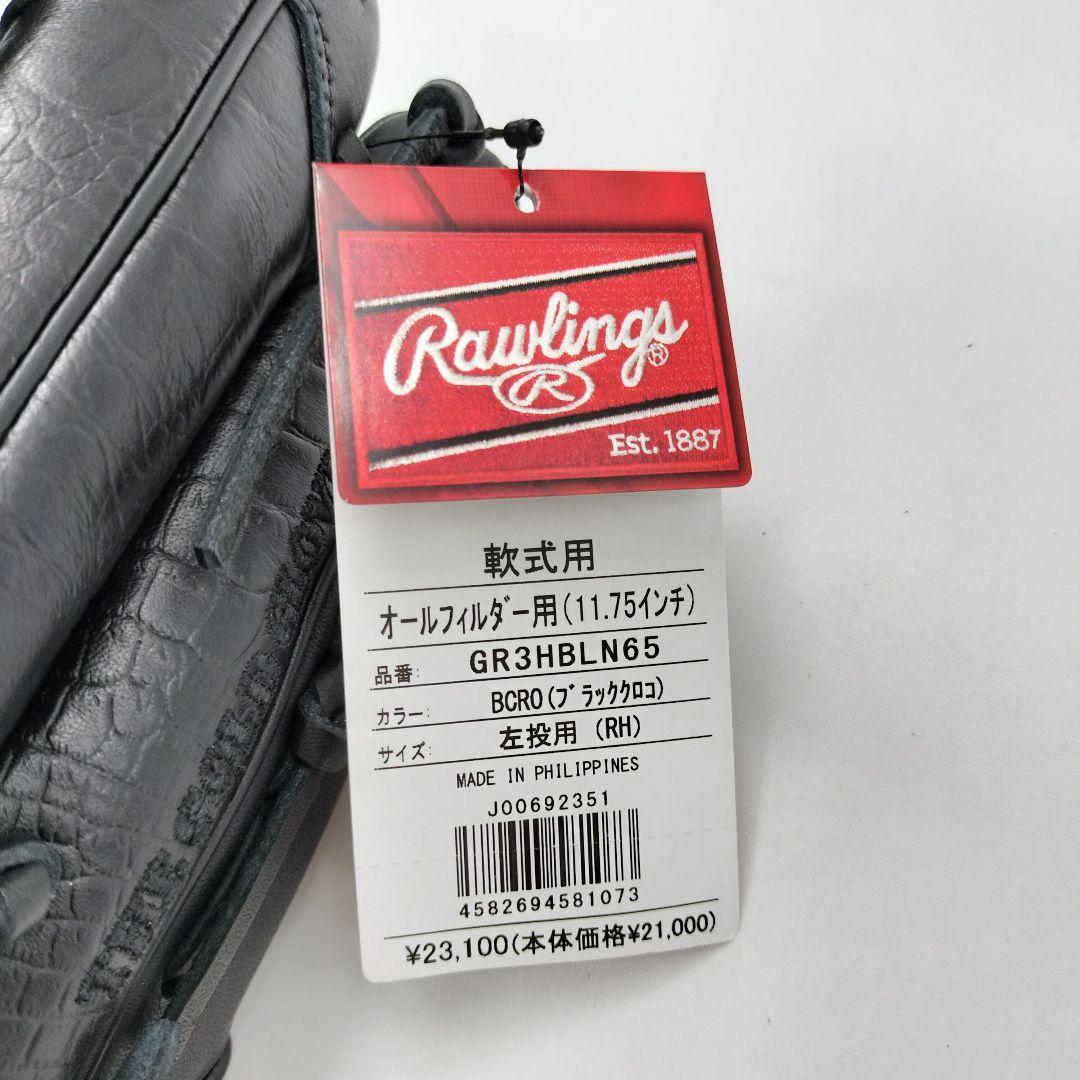 Rawlings®
R
Est. 1887
軟式用
オールフィルダー用(11.75インチ)
品番: GR3HBLN65
カラー: BCRO(ブラッククロコ)
サイズ: 左投用 (RH)
MADE IN PHILIPPINES
J00692351
4582694581073
¥23,100(本体価格¥21,000)